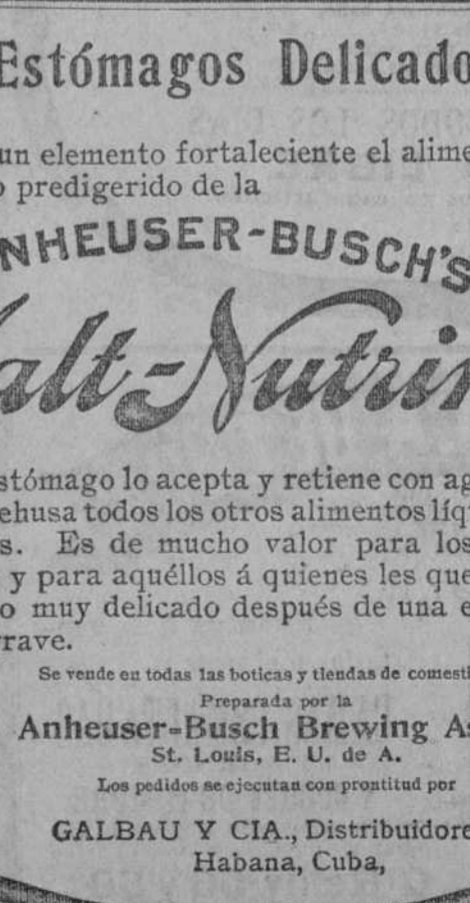 Estómagos Delicado
un elemento fortaleciente el alime
o predigerido de la
NHEUSER-BUSCH'S
alt-Nutrin
stómago lo acepta y retiene con ag
ehusa todos los otros alimentos líqu
s. Es de mucho valor para los
y para aquéllos á quienes les que
o muy delicado después de una e
rave.
Se vende en todas las boticas y tiendas de comesti
Preparada por la
Anheuser-Busch Brewing As
St. Louis, E. U. de A.
Los pedidos se ejecutan con prontitud por
GALBAU Y CIA., Distribuidore
Habana, Cuba,